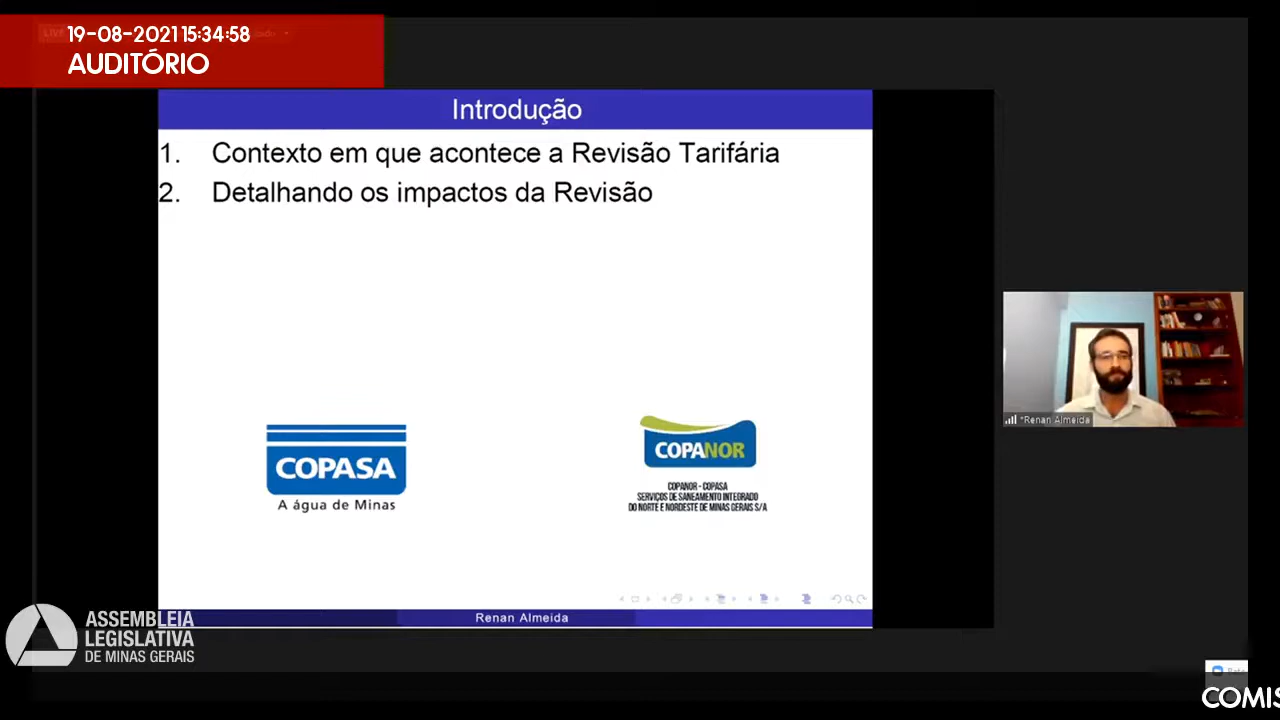 19-08-2021 15:34:58
AUDITÓRIO
Introdução
1. Contexto em que acontece a Revisão Tarifária
2. Detalhando os impactos da Revisão
COPASA
A água de Minas
COPANOR
COPANOR - COPASA
SERVIÇOS DE SANEAMENTO INTEGRADO
DO NORTE E NORDESTE DE MINAS GERAIS S/A
*Renan Almeida
Renan Almeida
ASSEMBLEIA
LEGISLATIVA
DE MINAS GERAIS
COMIS